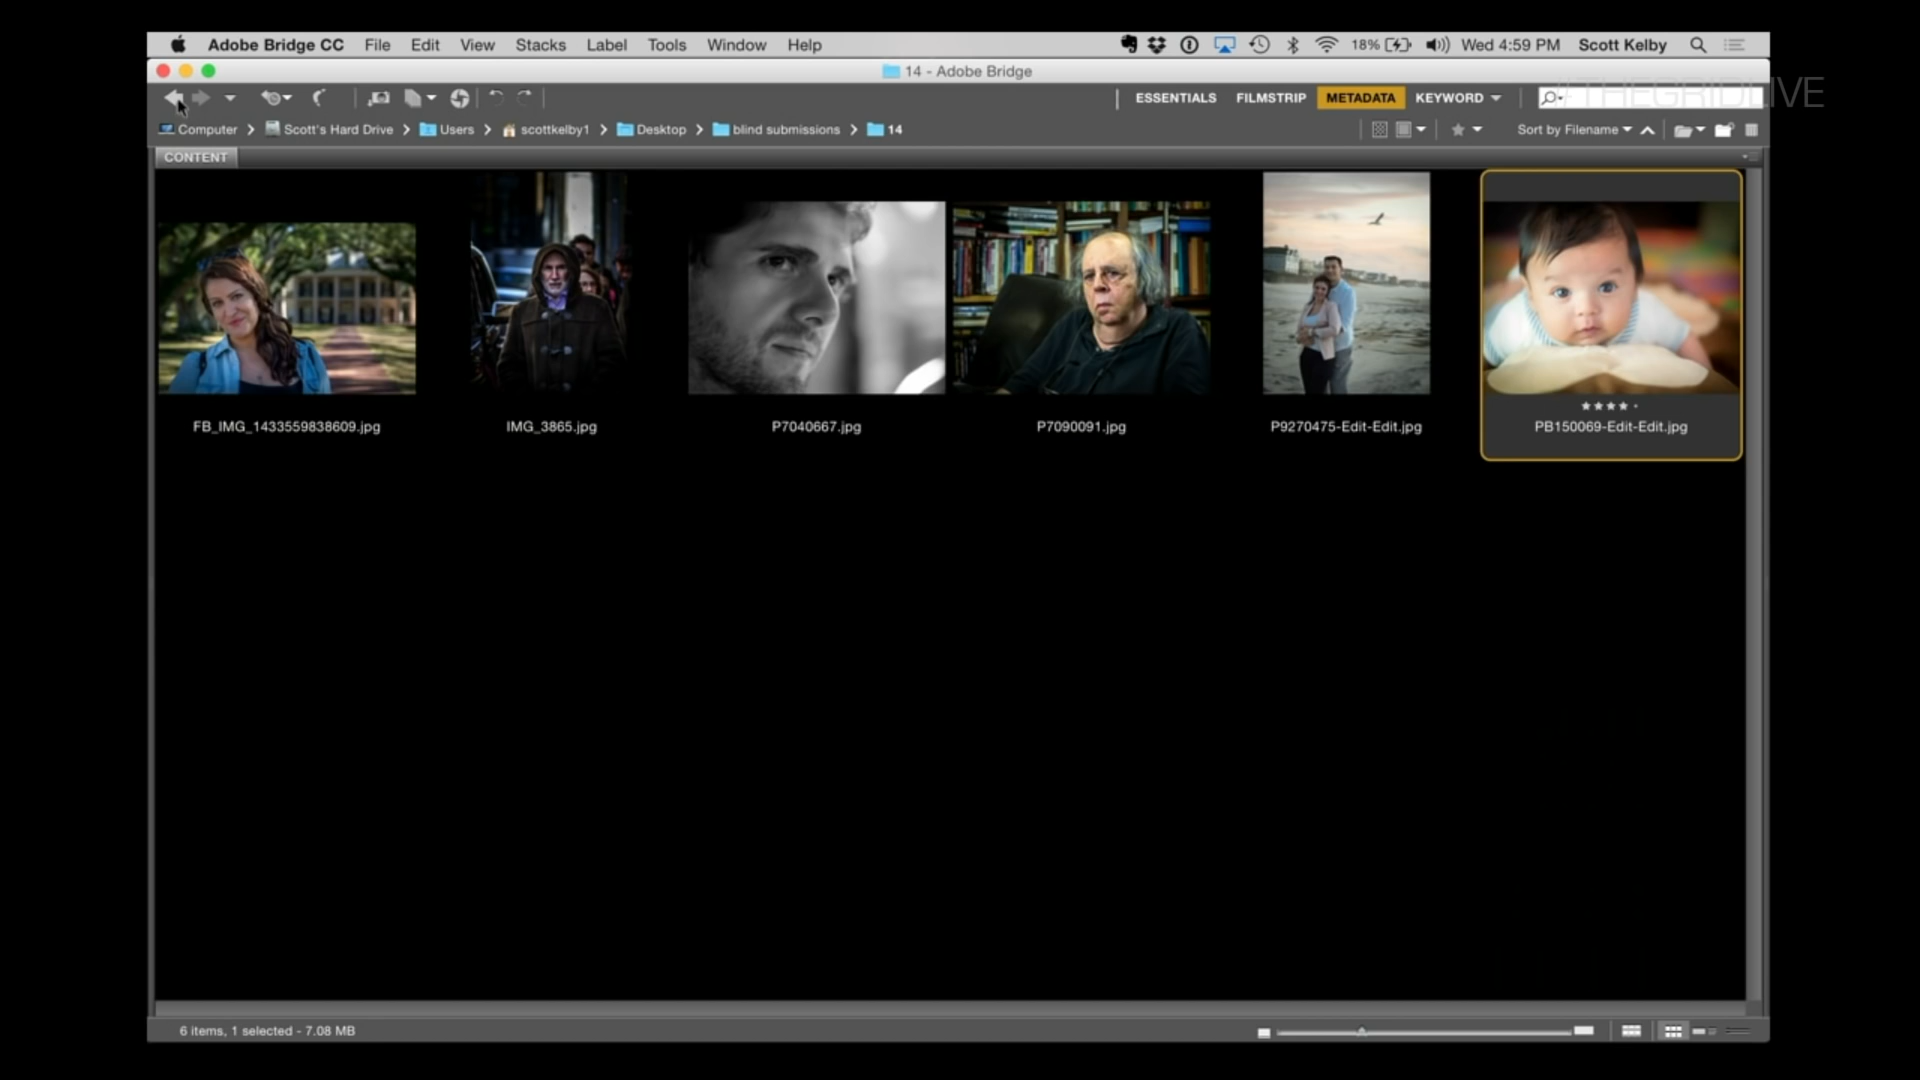 Adobe Bridge CC File Edit View Stacks Label Tools Window Help 18% Wed 4:59 PM Scott Kelby
14 - Adobe Bridge
ESSENTIALS FILMSTRIP METADATA KEYWORD #THEGRIDLIVE
Computer Scott's Hard Drive Users scottkelby1 Desktop blind submissions 14 Sort by Filename
CONTENT
FB_IMG_1433559838609.jpg IMG_3865.jpg P7040667.jpg P7090091.jpg P9270475-Edit-Edit.jpg PB150069-Edit-Edit.jpg
6 items, 1 selected - 7.08 MB